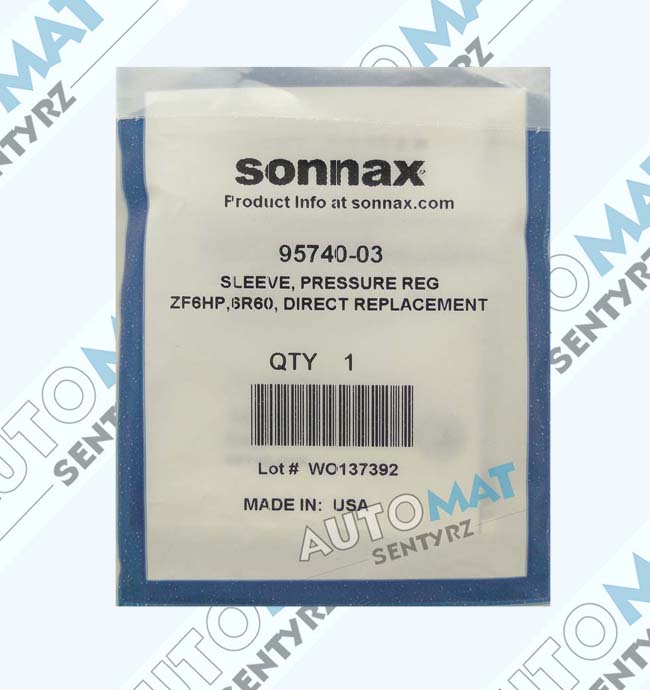 sonnax
Product Info at sonnax.com
95740-03
SLEEVE, PRESSURE REG
ZF6HP,6R60, DIRECT REPLACEMENT
QTY 1
Lot # WO137392
MADE IN: USA
AUTOMAT
SENTYRZ